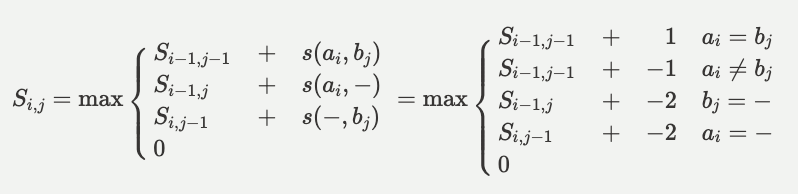 S_{i,j} = max { S_{i-1,j-1} + s(a_i, b_j)
S_{i-1,j} + s(a_i, −)
S_{i,j-1} + s(−, b_j)
0
= max { S_{i-1,j-1} + 1 a_i = b_j
S_{i-1,j-1} + −1 a_i ≠ b_j
S_{i-1,j} + −2 b_j = −
S_{i,j-1} + −2 a_i = −
0